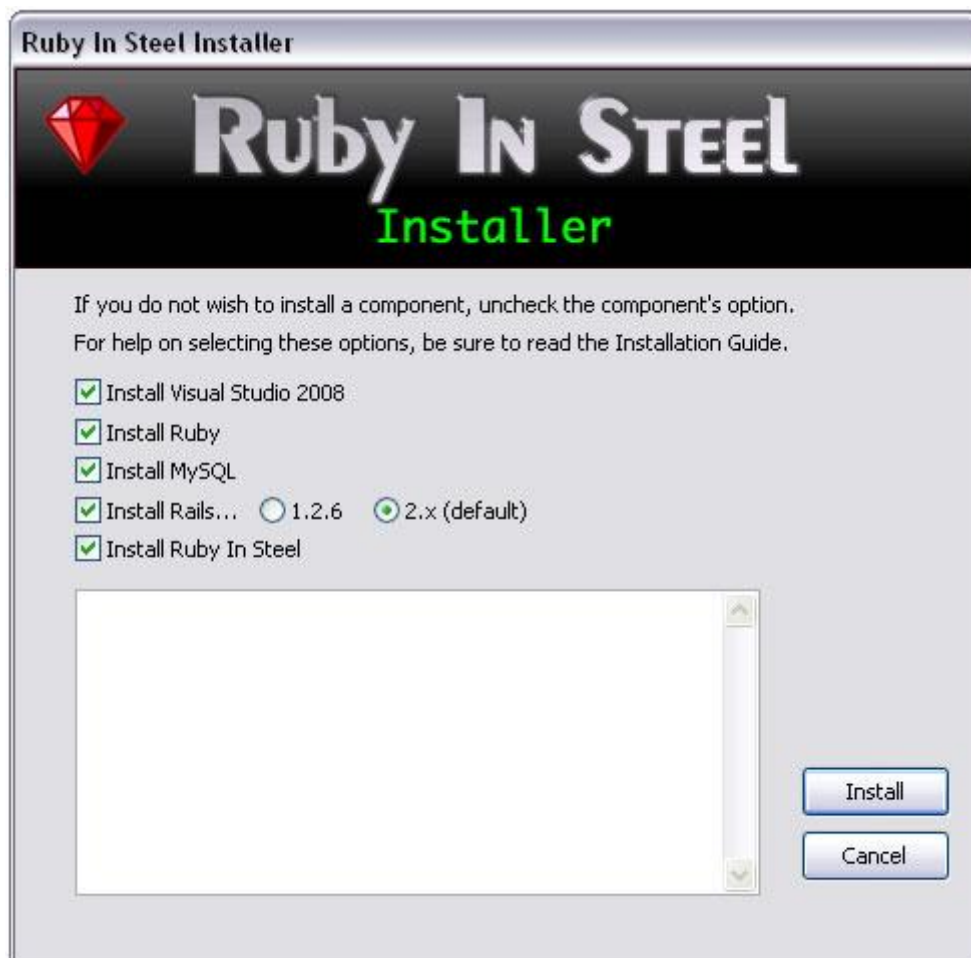 Ruby In Steel Installer
Ruby In Steel
Installer
If you do not wish to install a component, uncheck the component's option.
For help on selecting these options, be sure to read the Installation Guide.
Install Visual Studio 2008
Install Ruby
Install MySQL
Install Rails... 1.2.6 2.x (default)
Install Ruby In Steel
Install
Cancel